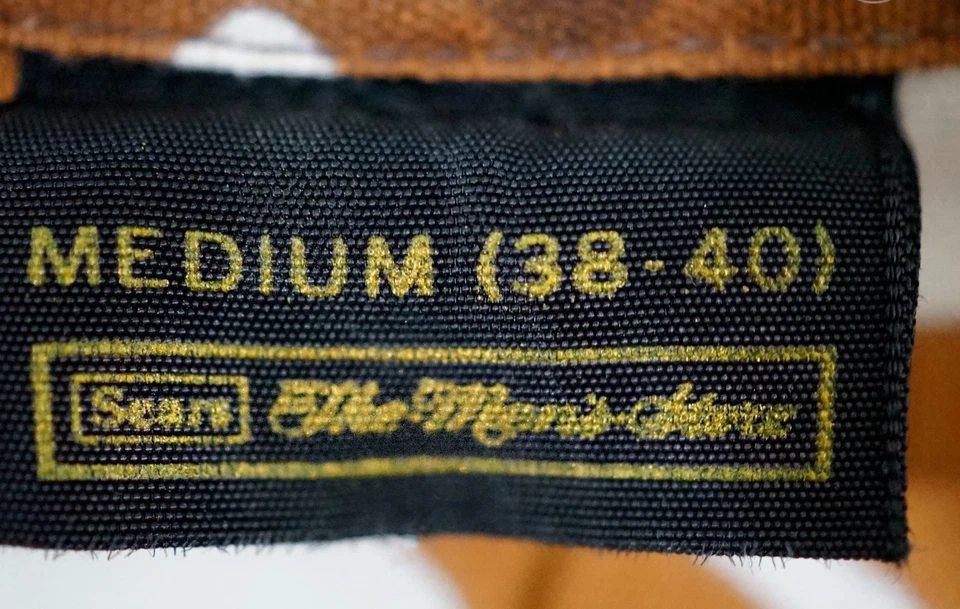 MEDIUM (38-40)
Sears The Men's Store